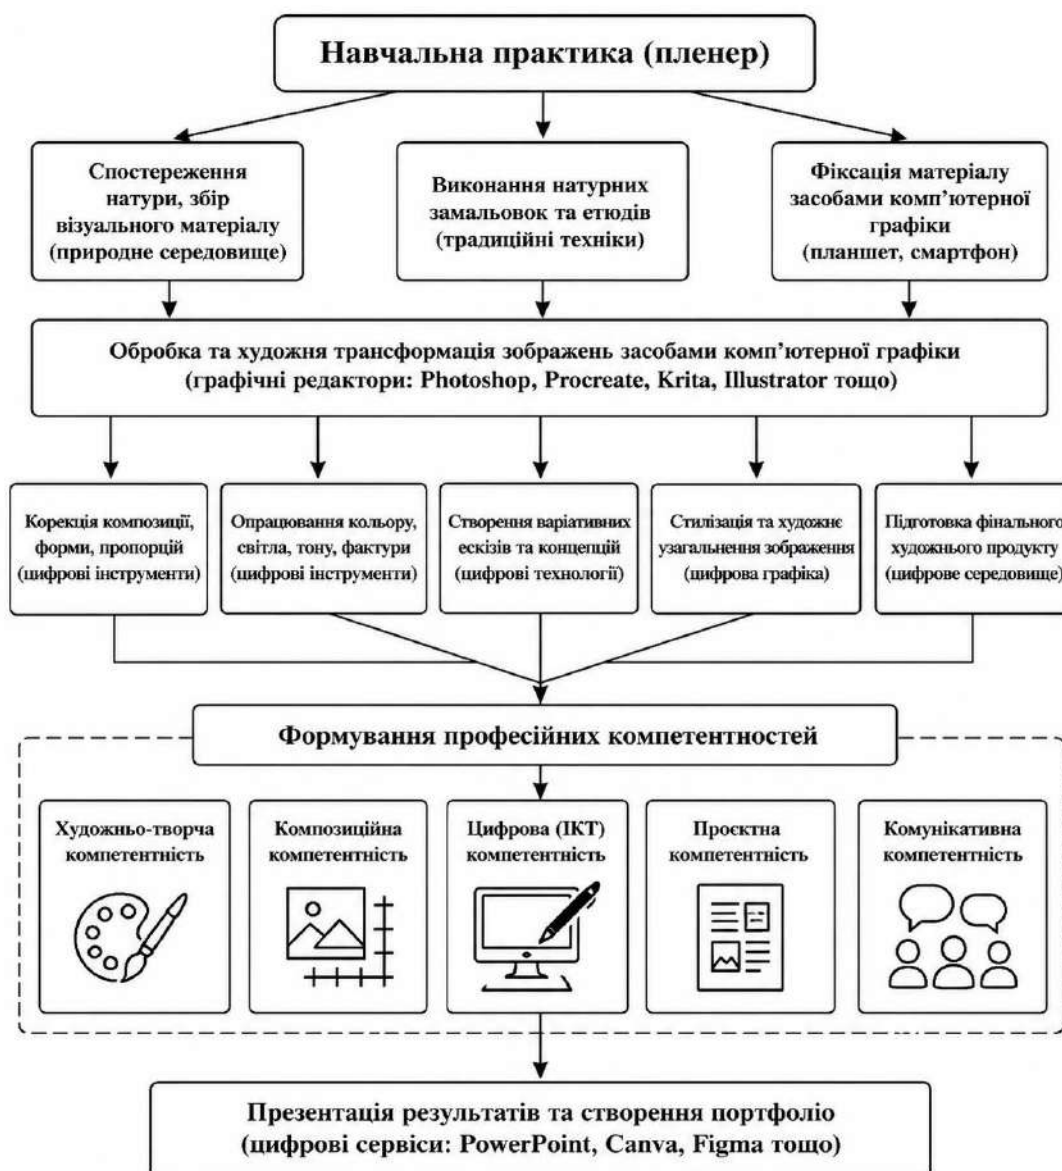 Навчальна практика (пленер)
Спостереження
натури, збір
візуального матеріалу
(природне середовище)
Виконання натурних
замальовок та етюдів
(традиційні техніки)
Фіксація матеріалу
засобами комп’ютерної
графіки
(планшет, смартфон)
Обробка та художня трансформація зображень засобами комп’ютерної графіки
(графічні редактори: Photoshop, Procreate, Krita, Illustrator тощо)
Корекція композиції,
форми, пропорцій
(цифрові інструменти)
Опрацювання кольору,
світла, тону, фактури
(цифрові інструменти)
Створення варіативних
ескізів та концепцій
(цифрові технології)
Стилізація та художнє
узагальнення зображення
(цифрова графіка)
Підготовка фінального
художнього продукту
(цифрове середовище)
Формування професійних компетентностей
Художньо-творча
компетентність
Композиційна
компетентність
Цифрова (ІКТ)
компетентність
Проєктна
компетентність
Комунікативна
компетентність
Презентація результатів та створення портфоліо
(цифрові сервіси: PowerPoint, Canva, Figma тощо)